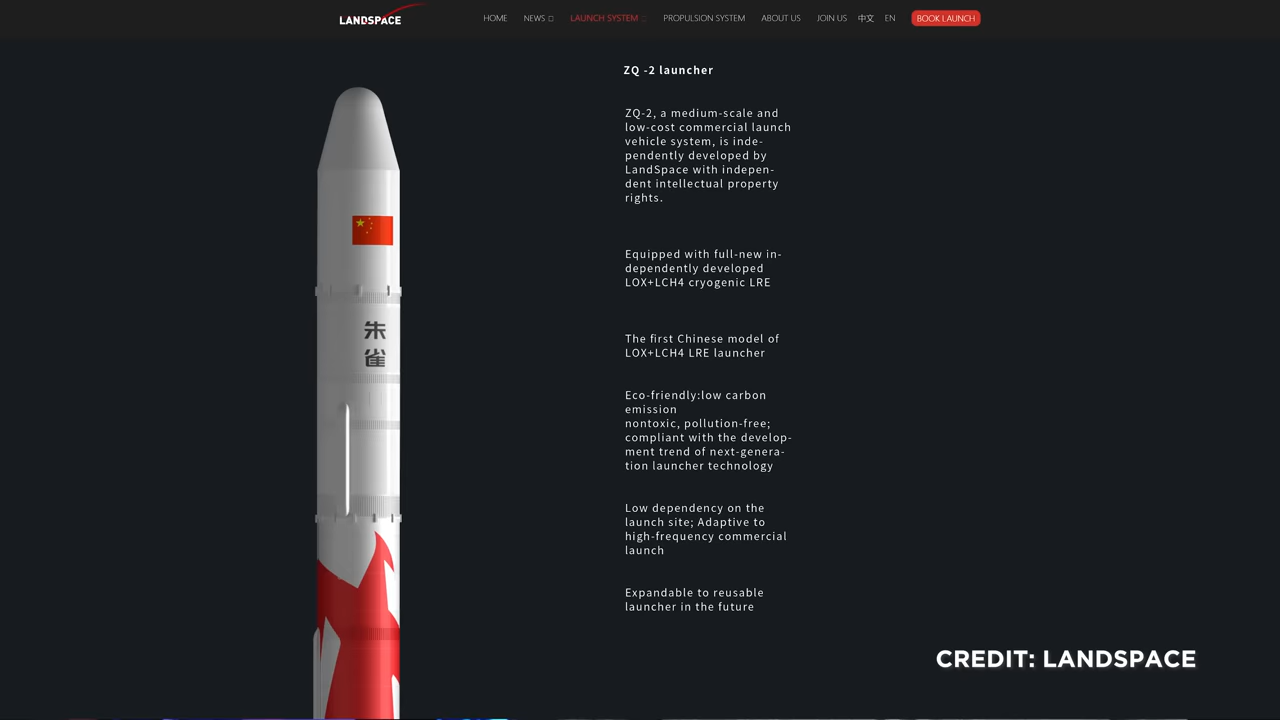 LANDSPACE
HOME NEWS LAUNCH SYSTEM PROPULSION SYSTEM ABOUT US JOIN US 中文 EN BOOK LAUNCH
ZQ -2 launcher
ZQ-2, a medium-scale and
low-cost commercial launch
vehicle system, is inde-
pendently developed by
LandSpace with indepen-
dent intellectual property
rights.
Equipped with full-new in-
dependently developed
LOX+LCH4 cryogenic LRE
The first Chinese model of
LOX+LCH4 LRE launcher
Eco-friendly:low carbon
emission
nontoxic, pollution-free;
compliant with the develop-
ment trend of next-genera-
tion launcher technology
Low dependency on the
launch site; Adaptive to
high-frequency commercial
launch
Expandable to reusable
launcher in the future
朱
雀
CREDIT: LANDSPACE